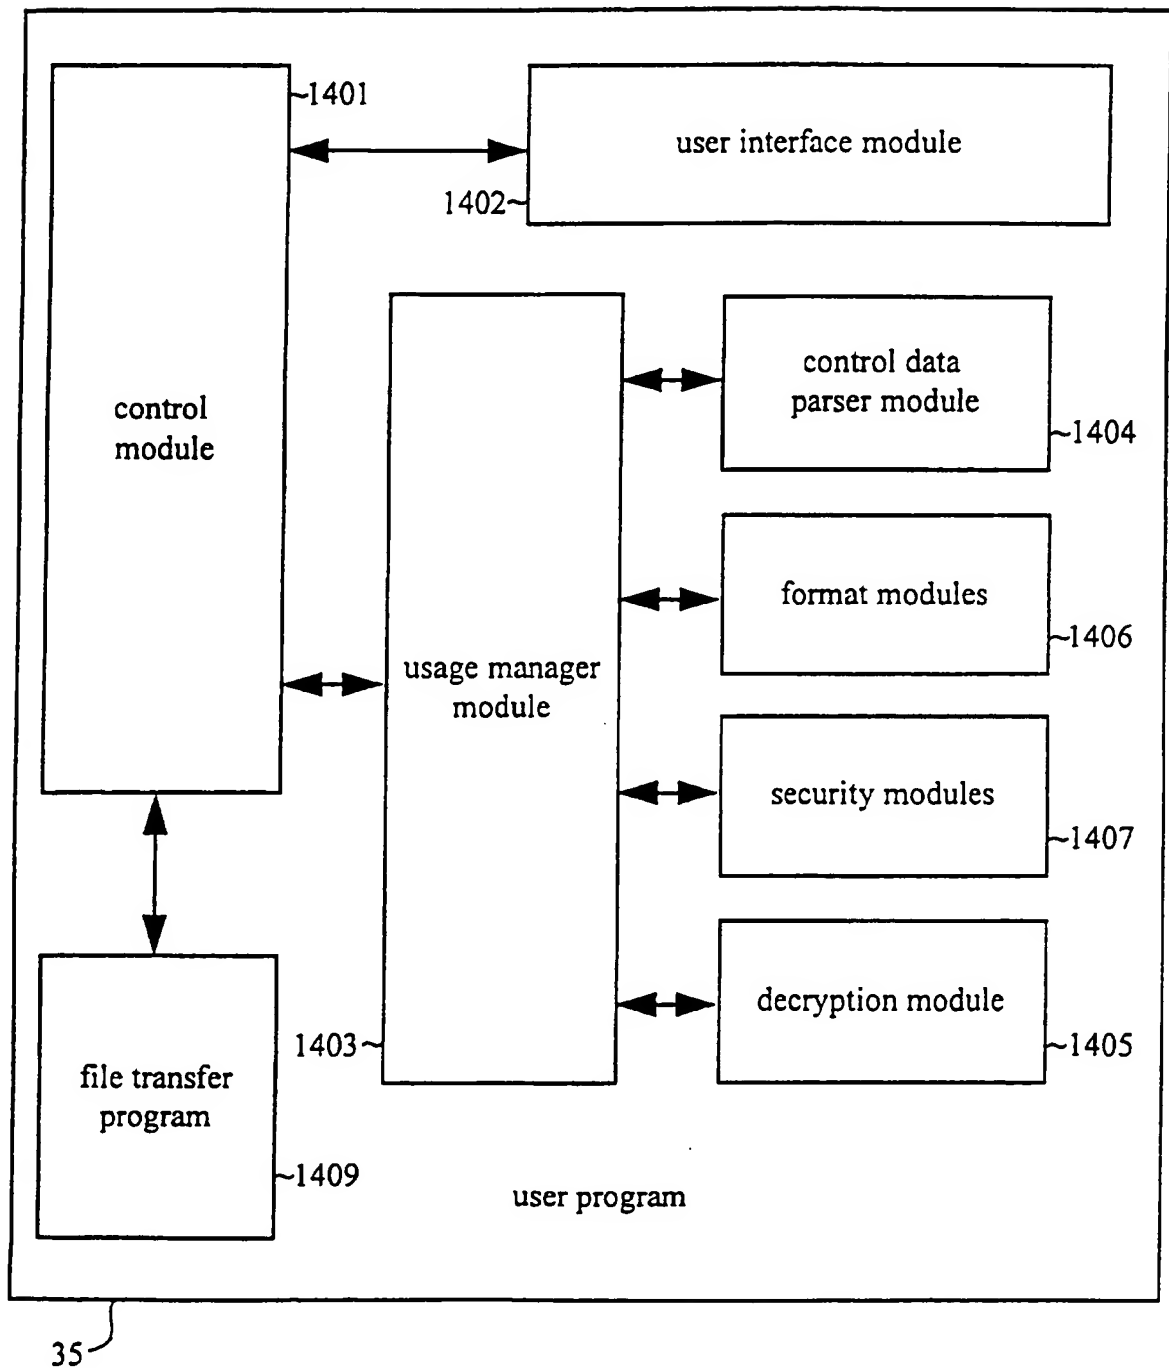 1401
user interface module
1402
control
module
control data
parser module
1404
format modules
1406
usage manager
module
security modules
1407
decryption module
1403
1405
file transfer
program
1409
user program
35